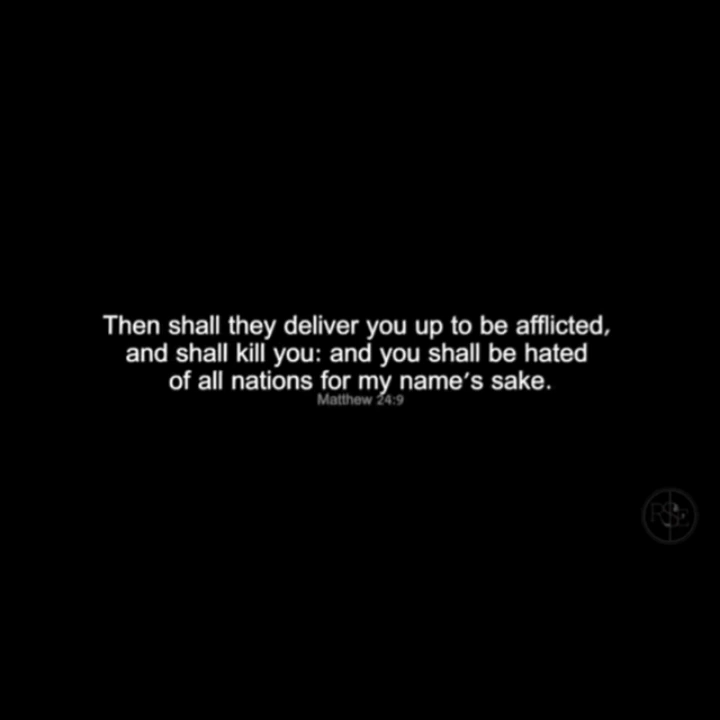 Then shall they deliver you up to be afflicted,
and shall kill you: and you shall be hated
of all nations for my name's sake.
Matthew 24:9
RSE